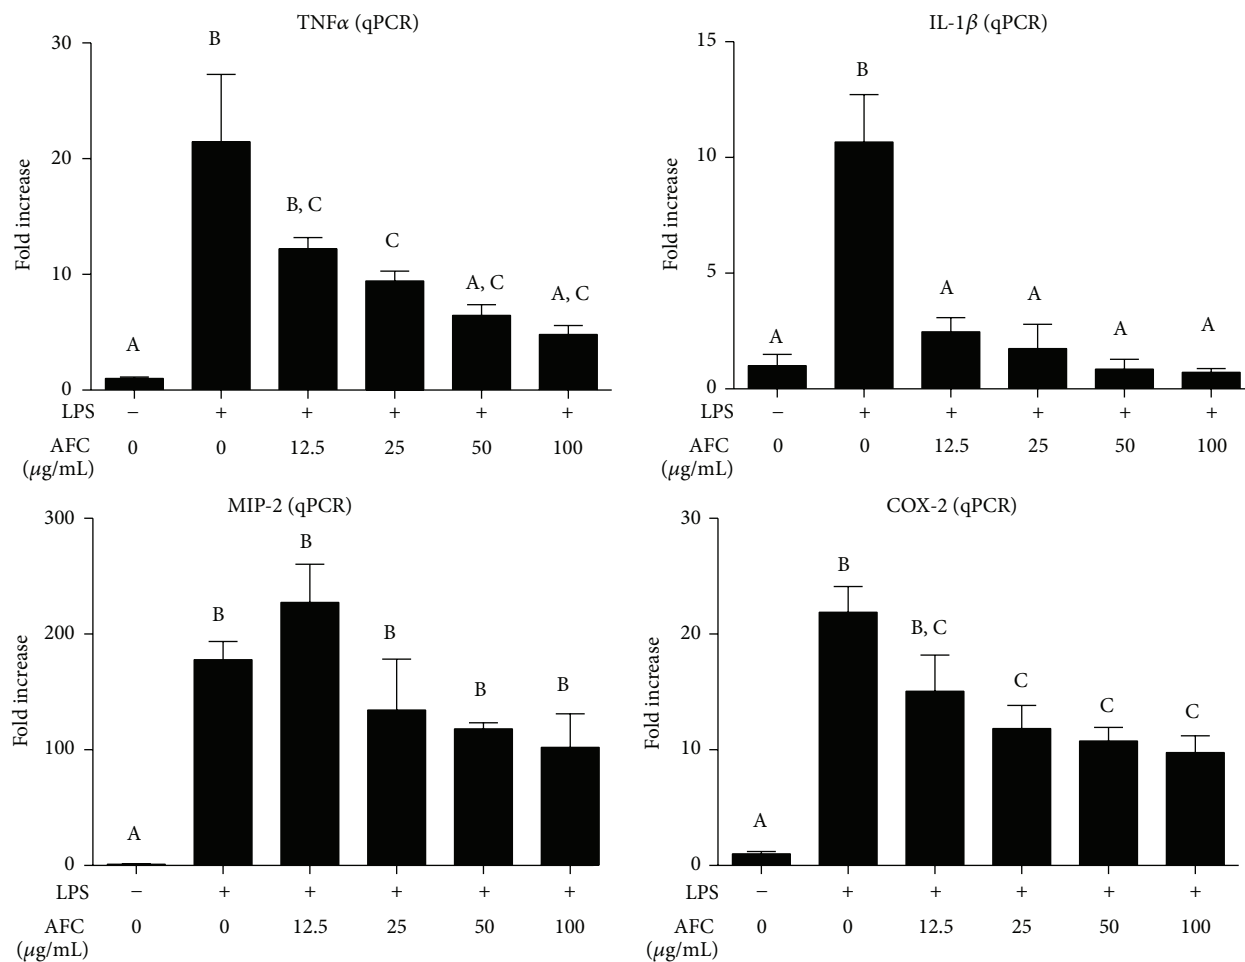 TNFα (qPCR)
30
20
10
0
Fold increase
A
B
B, C
C
A, C
A, C
LPS − + + + + +
AFC 0 0 12.5 25 50 100
(μg/mL)
IL-1β (qPCR)
15
10
5
0
Fold increase
A
B
A
A
A
A
LPS − + + + + +
AFC 0 0 12.5 25 50 100
(μg/mL)
MIP-2 (qPCR)
300
200
100
0
Fold increase
A
B
B
B
B
B
LPS − + + + + +
AFC 0 0 12.5 25 50 100
(μg/mL)
COX-2 (qPCR)
30
20
10
0
Fold increase
A
B
B, C
C
C
C
LPS − + + + + +
AFC 0 0 12.5 25 50 100
(μg/mL)